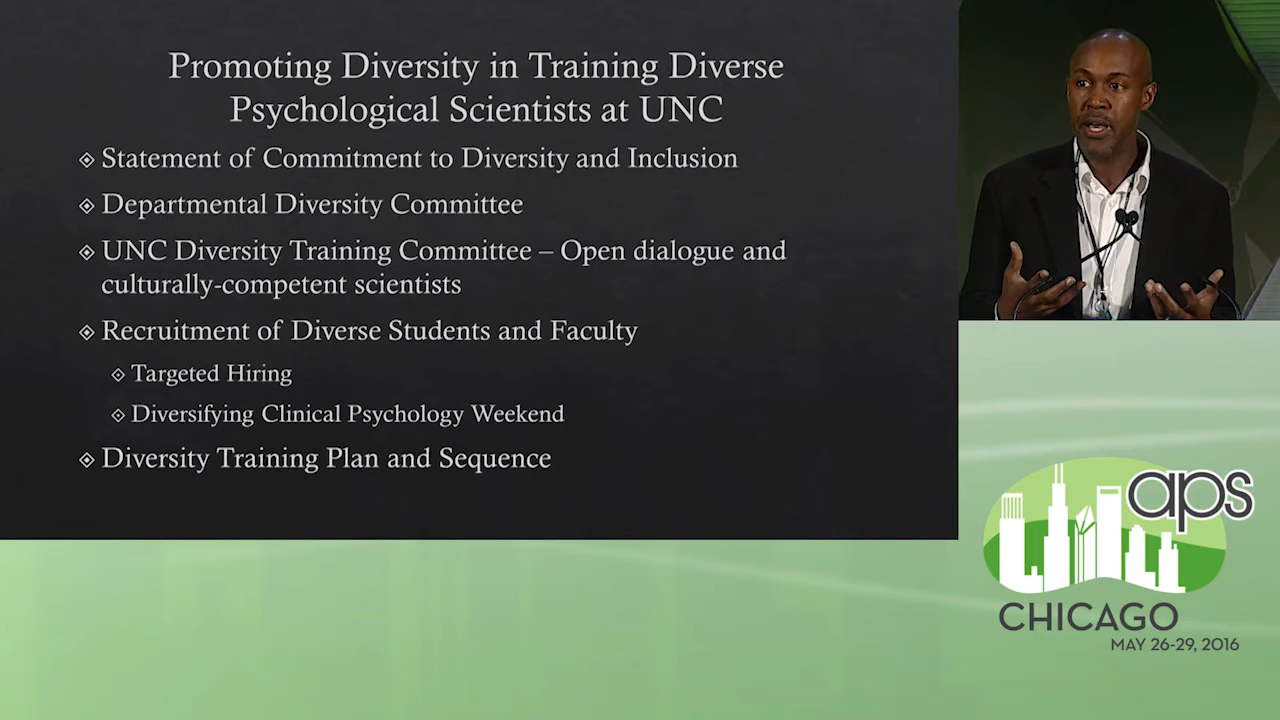 Promoting Diversity in Training Diverse
Psychological Scientists at UNC
Statement of Commitment to Diversity and Inclusion
Departmental Diversity Committee
UNC Diversity Training Committee – Open dialogue and
culturally-competent scientists
Recruitment of Diverse Students and Faculty
Targeted Hiring
Diversifying Clinical Psychology Weekend
Diversity Training Plan and Sequence
aps
CHICAGO
MAY 26-29, 2016